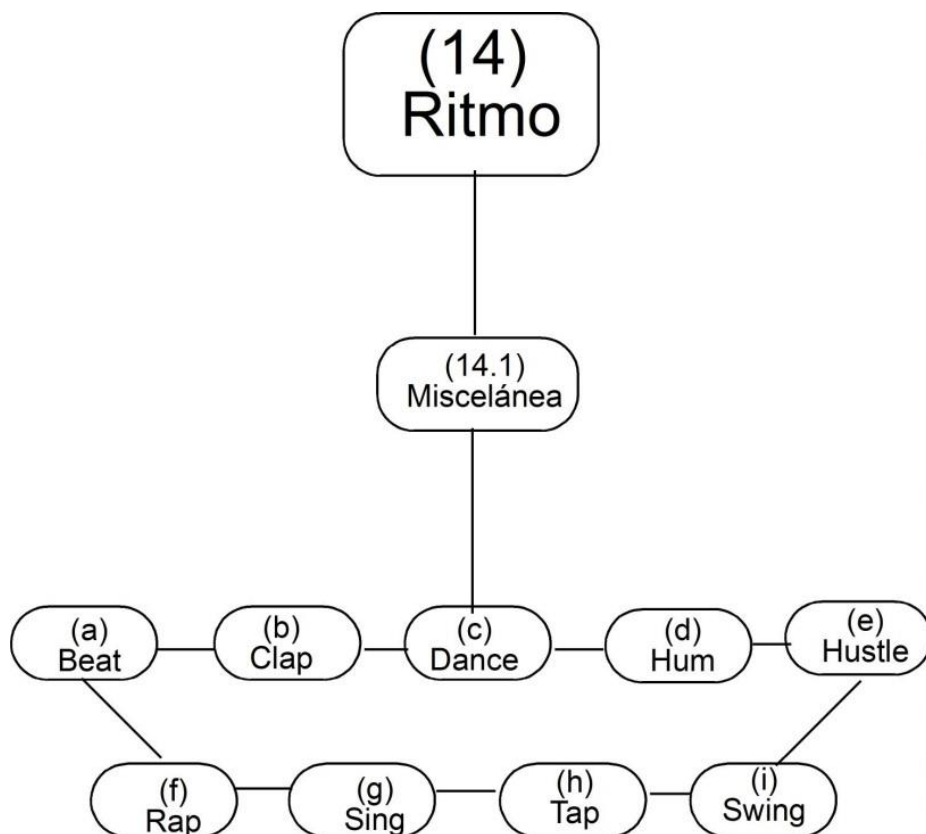 (14)
Ritmo
(14.1)
Miscelánea
(a)
Beat
(b)
Clap
(c)
Dance
(d)
Hum
(e)
Hustle
(f)
Rap
(g)
Sing
(h)
Tap
(i)
Swing